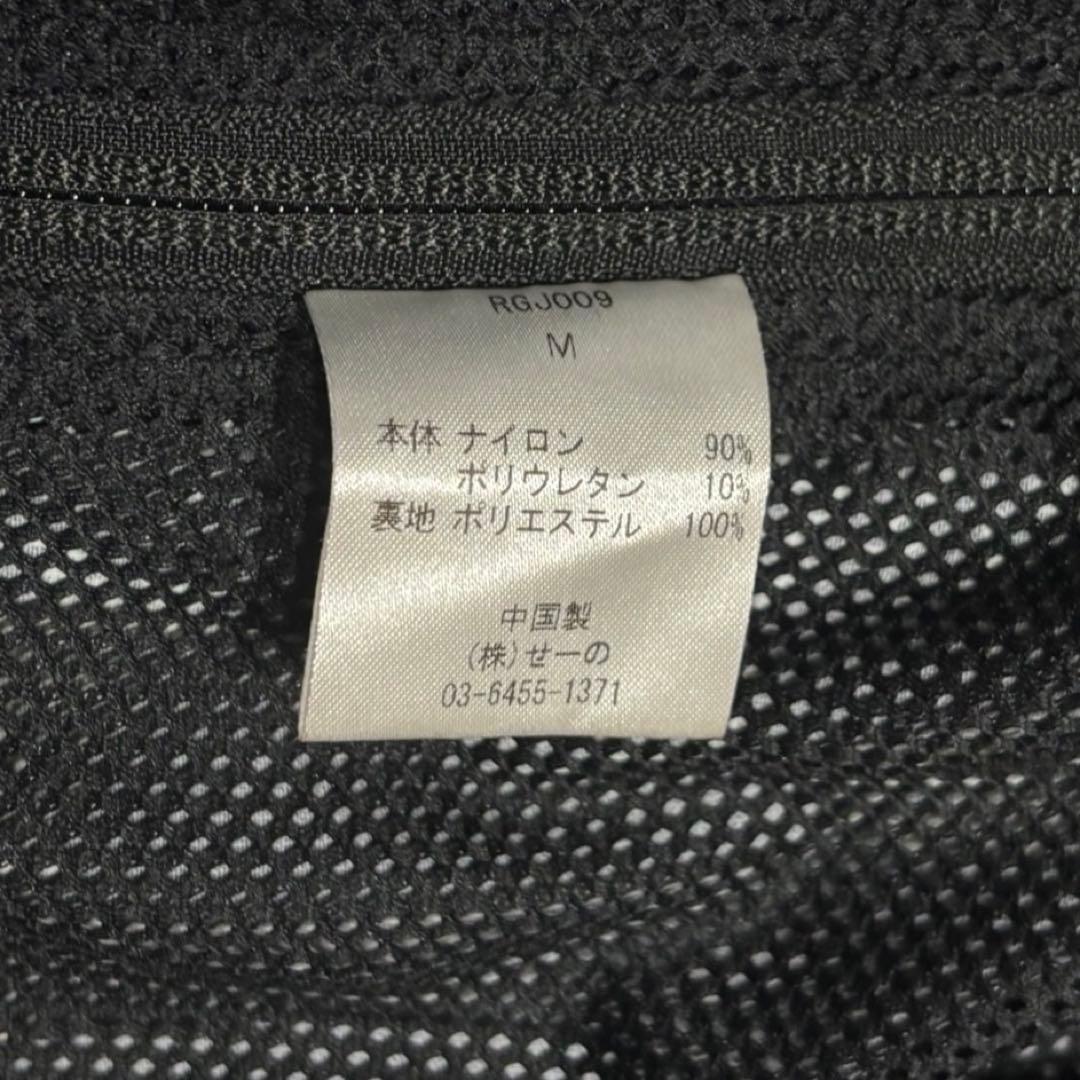 RGJ009
M
本体 ナイロン 90%
ポリウレタン 10%
裏地 ポリエステル 100%
中国製
(株)せーの
03-6455-1371